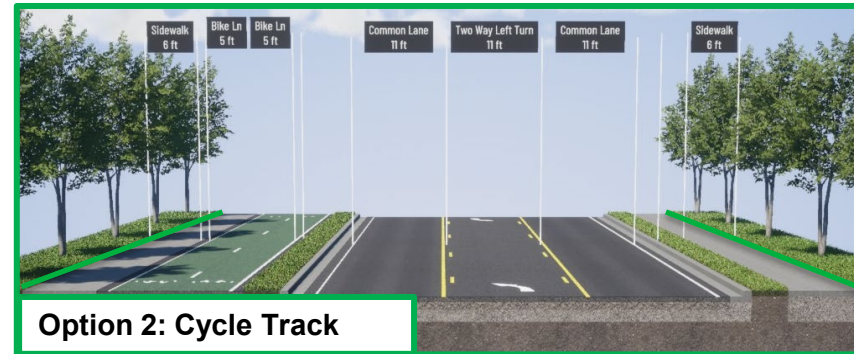 Sidewalk
6 ft
Bike Ln
5 ft
Bike Ln
5 ft
Common Lane
11 ft
Two Way Left Turn
11 ft
Common Lane
11 ft
Sidewalk
6 ft
Option 2: Cycle Track